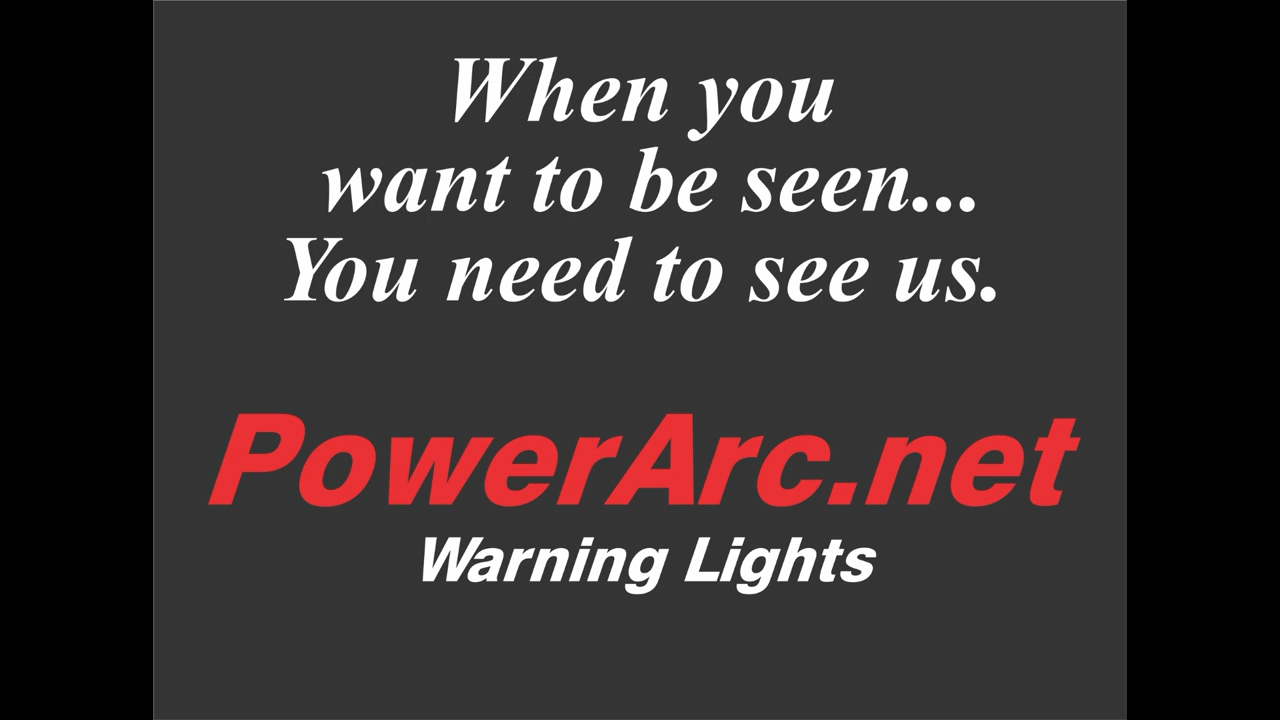 When you
want to be seen...
You need to see us.
PowerArc.net
Warning Lights